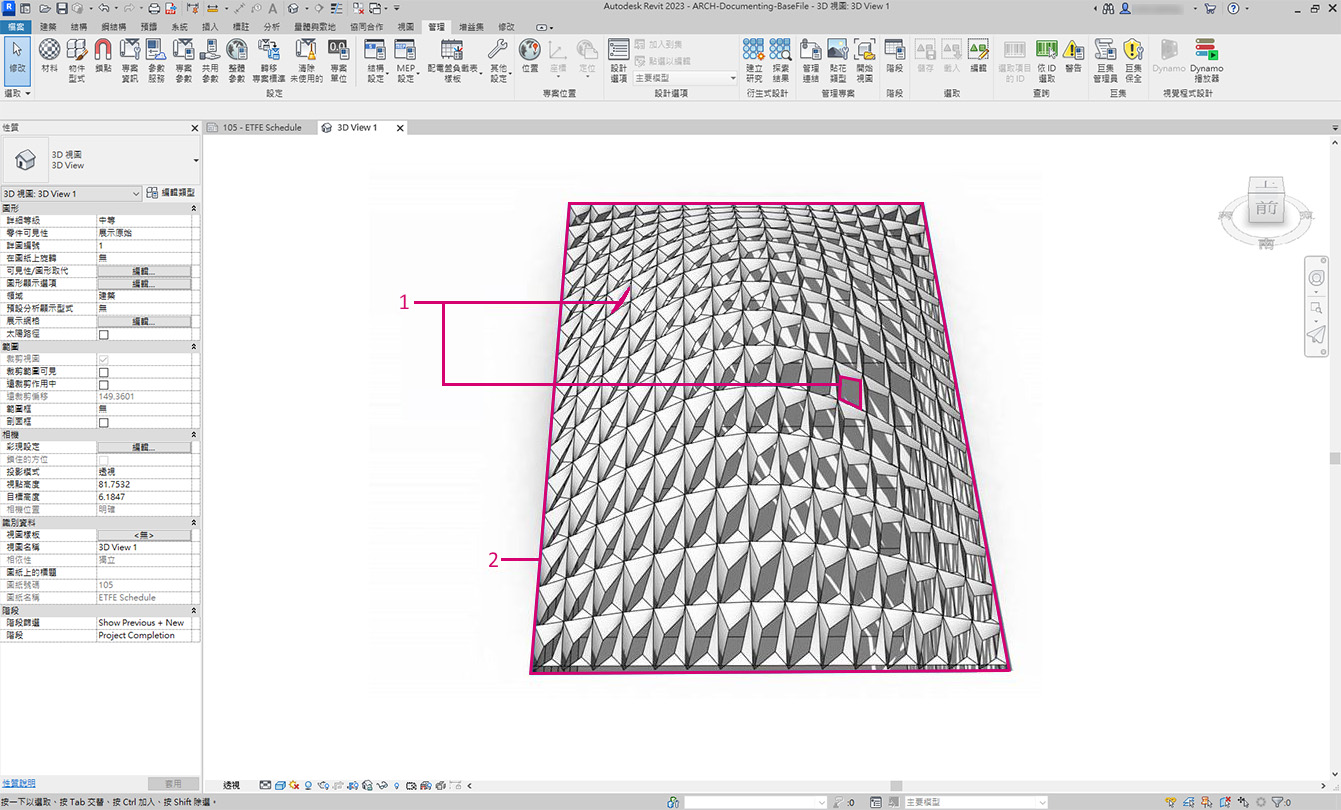 Autodesk Revit 2023 - ARCH-Documenting-BaseFile - 3D 視圖: 3D View 1
檔案 建築 結構 鋼結構 預鑄 系統 插入 標註 分析 量體與敷地 協同合作 視圖 管理 增益集 修改
修改
材料
物件型式
鎖點
專案資訊
參數服務
專案參數
共用參數
整體參數
轉移專案標準
清除未使用的
專案單位
結構設定
MEP設定
配電盤負載表樣板
其他設定
位置
座標
定位
設計選項
加入到集
點選以編輯
主要模型
建立研究
探索結果
管理連結
貼花類型
開始視圖
階段
儲存
載入
編輯
選取項目的 ID
依 ID 選取
警告
巨集管理員
巨集保全
Dynamo
Dynamo 播放器
選取 設定 專案位置 設計選項 衍生式設計 管理專案 階段 選取 查詢 巨集 視覺程式設計
性質
105 - ETFE Schedule
3D View 1
3D 視圖
3D View
3D 視圖: 3D View 1 編輯類型
圖形
詳細等級 中等
零件可見性 展示原始
詳圖編號 1
在圖紙上旋轉 無
可見性/圖形取代 編輯...
圖形顯示選項 編輯...
領域 建築
預設分析顯示型式 無
展示網格 編輯...
太陽路徑
範圍
裁剪視圖
裁剪範圍可見
遠裁剪作用中
遠裁剪偏移 149.3601
範圍框 無
剖面框
相機
彩現設定 編輯...
鎖住的方位
投影模式 透視
視點高度 81.7532
目標高度 6.1847
相機位置 明確
識別資料
視圖樣板 <無>
視圖名稱 3D View 1
相依性 獨立
圖紙上的標題
圖紙號碼 105
圖紙名稱 ETFE Schedule
階段
階段篩選 Show Previous + New
階段 Project Completion
1
2
上
前
南
性質說明 套用
透視
按一下以選取、按 Tab 交替、按 Ctrl 加入、按 Shift 除選。
:0
主要模型
:0